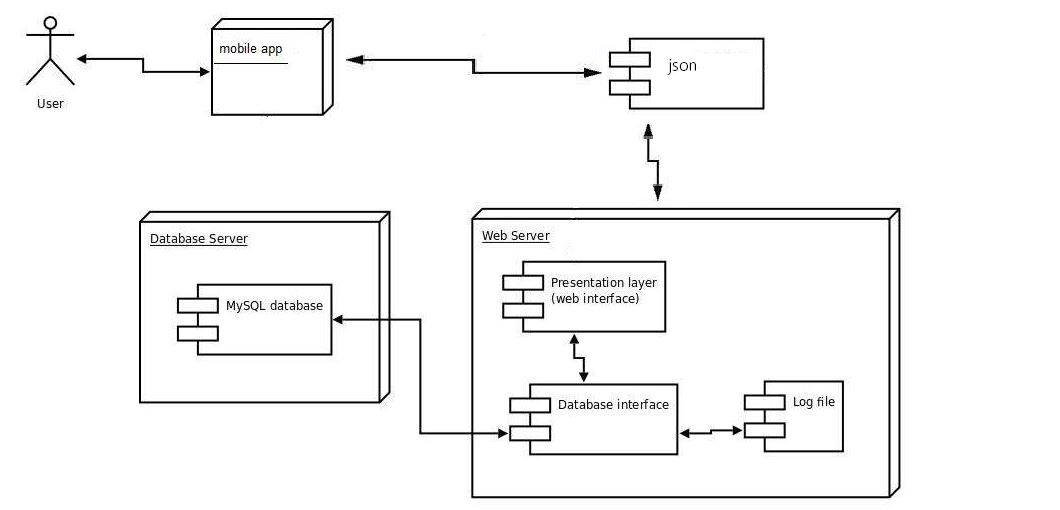 mobile app
json
User
Database Server
MySQL database
Web Server
Presentation layer
(web interface)
Database interface
Log file